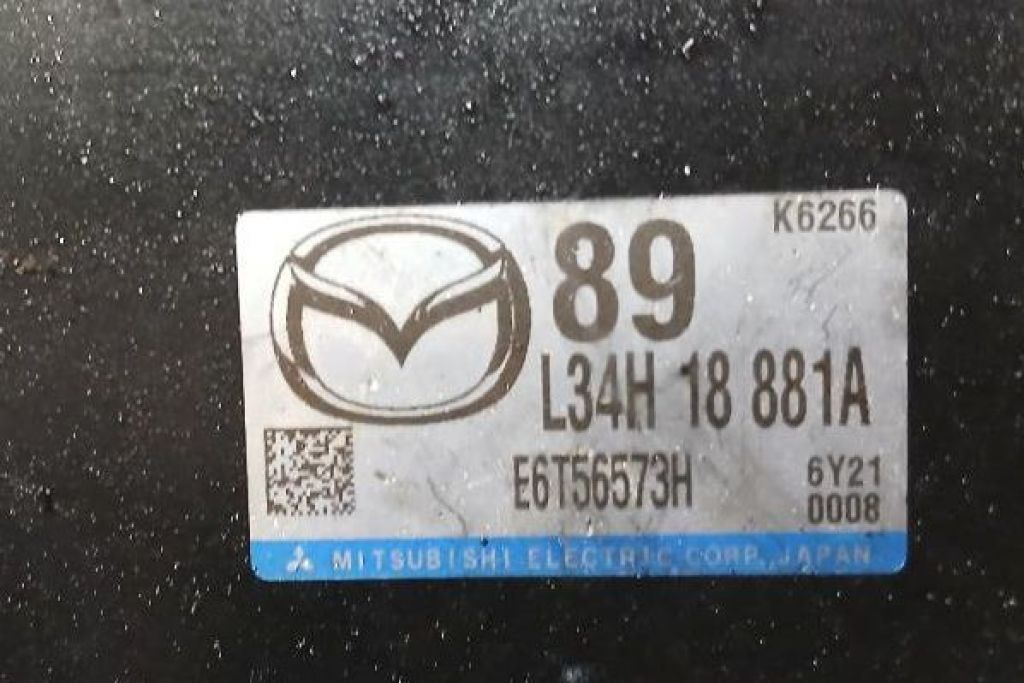 K6266
89
L34H 18 881A
E6T56573H
6Y21
0008
MITSUBISHI ELECTRIC CORP. JAPAN